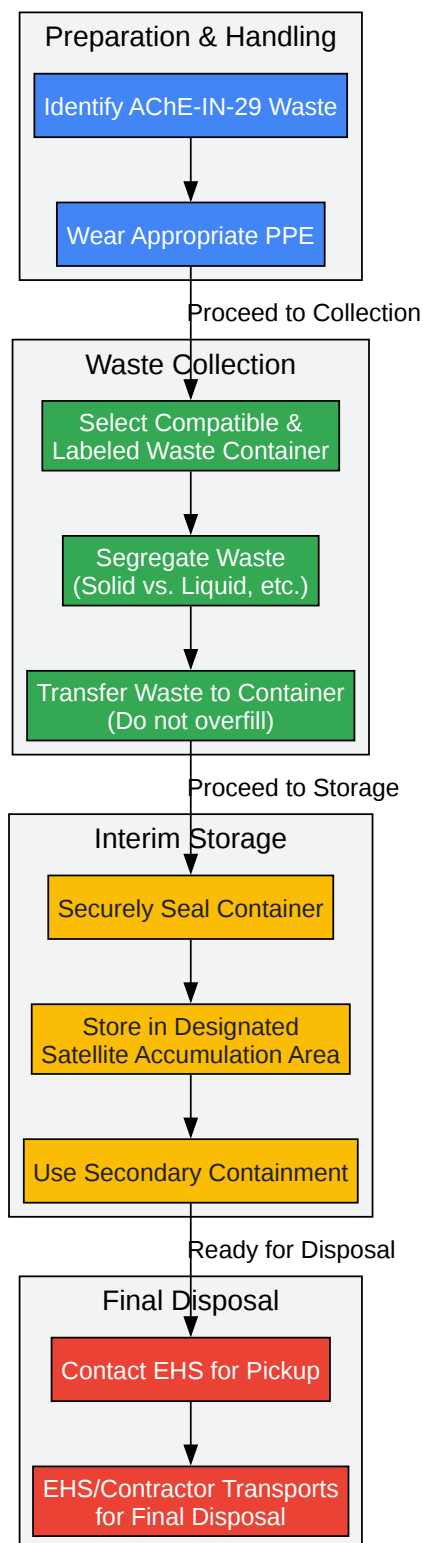 Preparation & Handling
Identify AChE-IN-29 Waste
Wear Appropriate PPE
Proceed to Collection
Waste Collection
Select Compatible &
Labeled Waste Container
Segregate Waste
(Solid vs. Liquid, etc.)
Transfer Waste to Container
(Do not overfill)
Proceed to Storage
Interim Storage
Securely Seal Container
Store in Designated
Satellite Accumulation Area
Use Secondary Containment
Ready for Disposal
Final Disposal
Contact EHS for Pickup
EHS/Contractor Transports
for Final Disposal